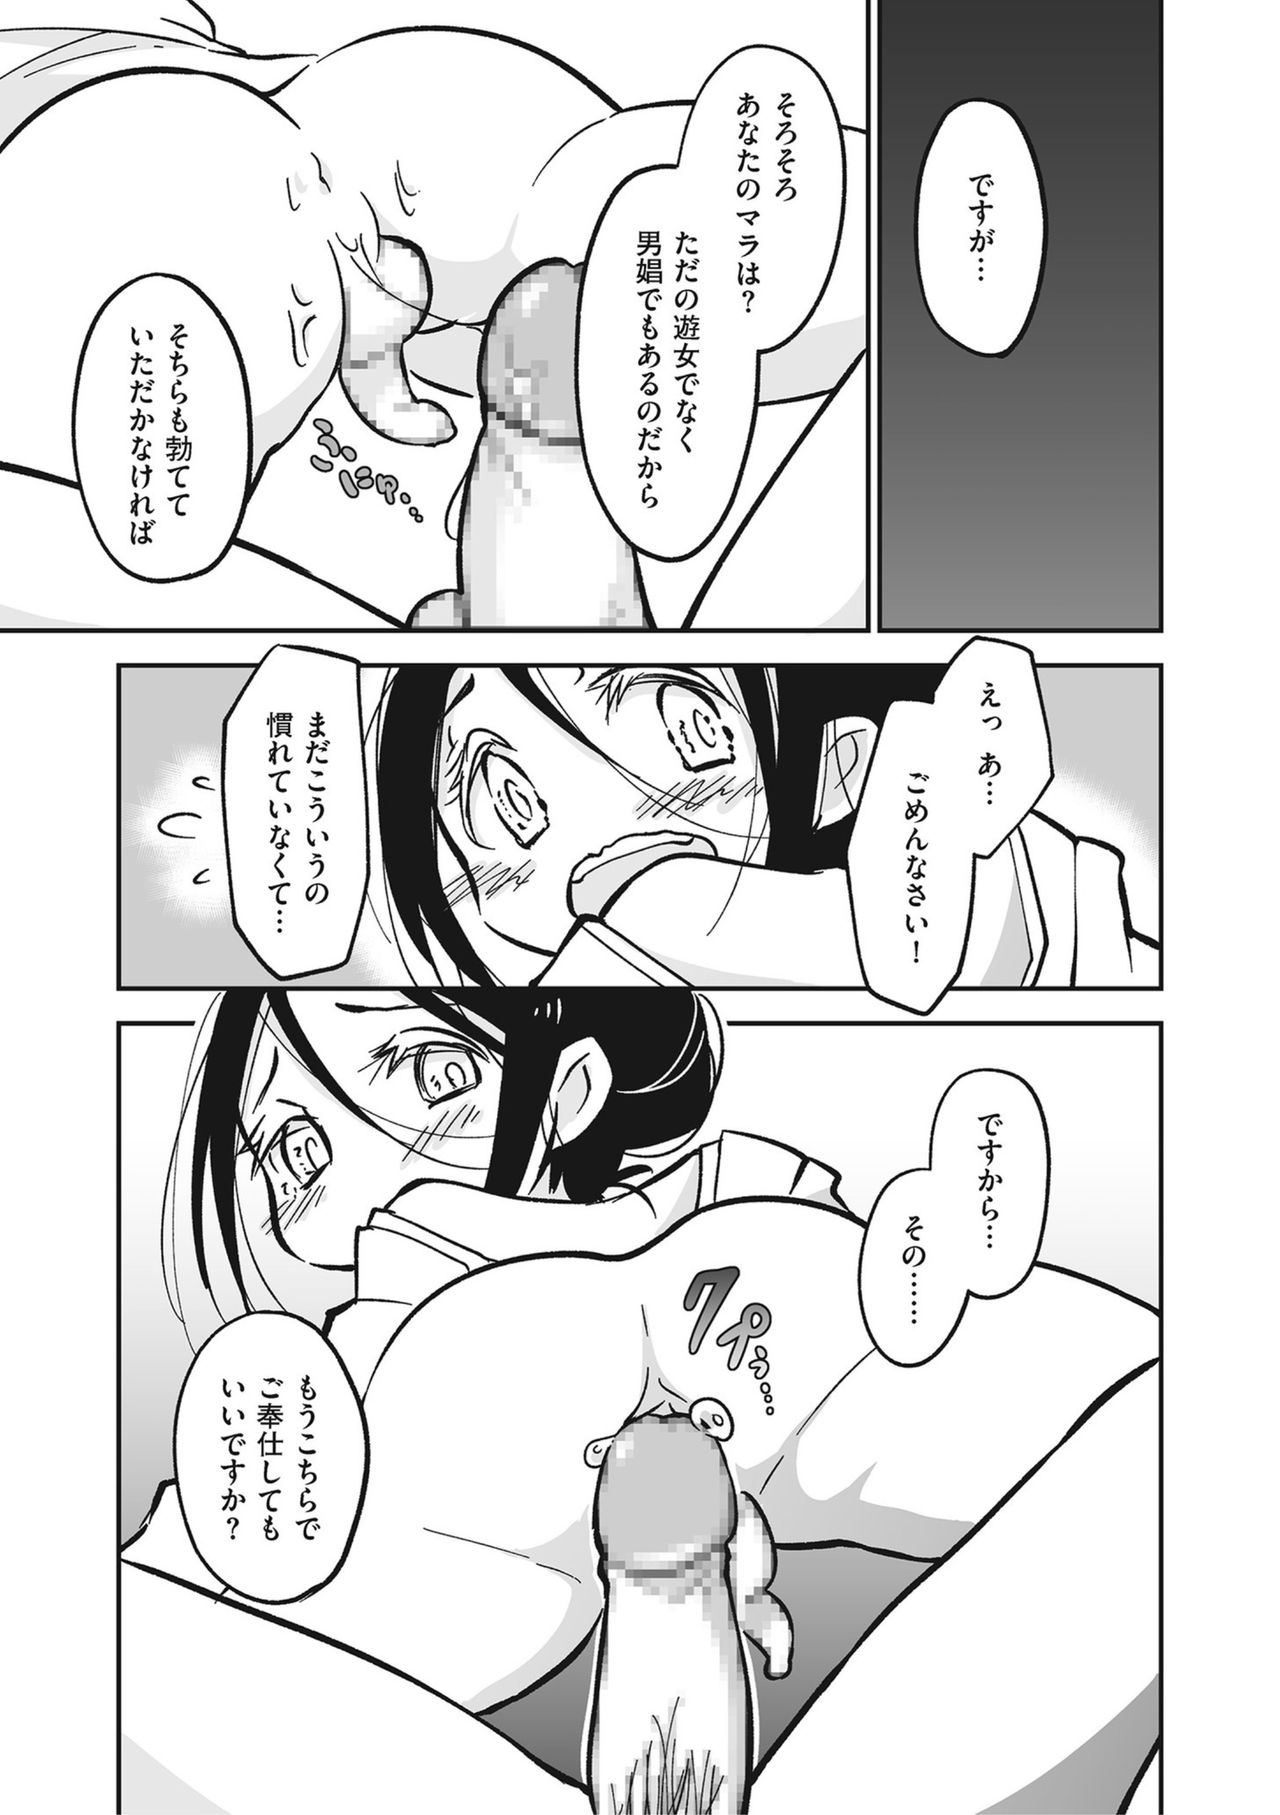 ですが…
そろそろ
あなたのマラは?
ただの遊女でなく
男娼でもあるのだから
そちらも勃てて
いただかなければ
ふにゅ…
えっ あ…
ごめんなさい!
まだこういうの
慣れていなくて…
ですから…
その……
クパぅ…
もうこちらで
ご奉仕しても
いいですか?